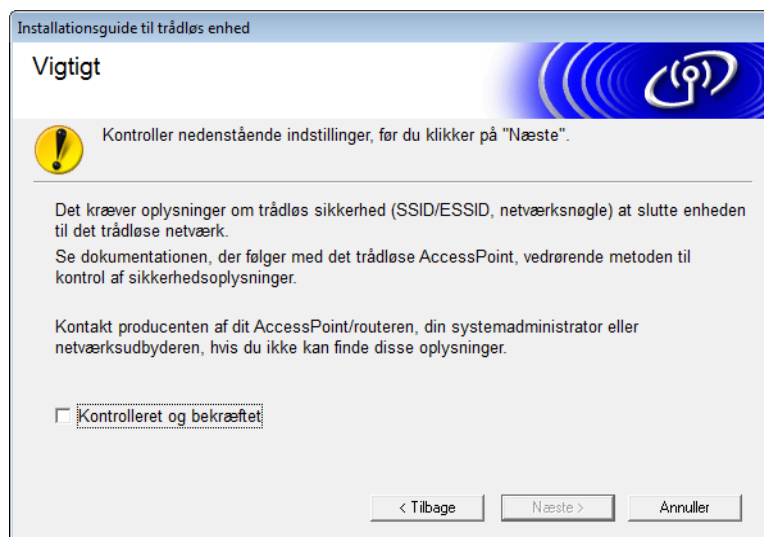 Installationsguide til trådløs enhed
Vigtigt
Kontroller nedenstående indstillinger, før du klikker på "Næste".
Det kræver oplysninger om trådløs sikkerhed (SSID/ESSID, netværksnøgle) at slutte enheden
til det trådløse netværk.
Se dokumentationen, der følger med det trådløse AccessPoint, vedrørende metoden til
kontrol af sikkerhedsoplysninger.
Kontakt producenten af dit AccessPoint/routeren, din systemadministrator eller
netværksudbyderen, hvis du ikke kan finde disse oplysninger.
Kontrolleret og bekræftet
< Tilbage
Næste >
Annuller